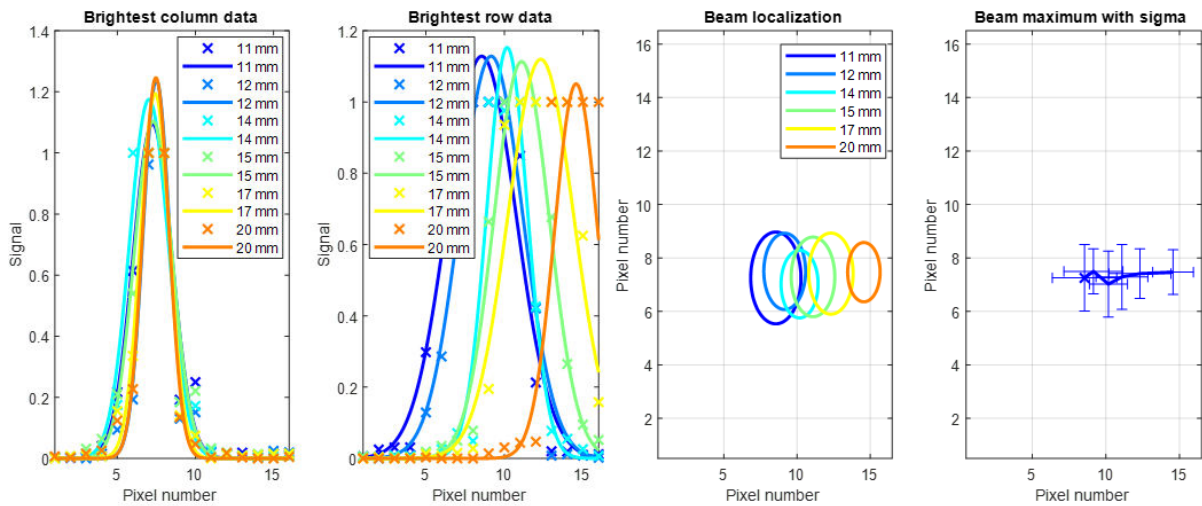 Brightest column data
1.4
1.2
1
0.8
0.6
0.4
0.2
0
5
10
15
Signal
Pixel number
11 mm
11 mm
12 mm
12 mm
14 mm
14 mm
15 mm
15 mm
17 mm
17 mm
20 mm
20 mm
Brightest row data
1.2
1
0.8
0.6
0.4
0.2
0
5
10
15
Signal
Pixel number
11 mm
11 mm
12 mm
12 mm
14 mm
14 mm
15 mm
15 mm
17 mm
17 mm
20 mm
20 mm
Beam localization
16
14
12
10
8
6
4
2
5
10
15
Pixel number
Pixel number
11 mm
12 mm
14 mm
15 mm
17 mm
20 mm
Beam maximum with sigma
16
14
12
10
8
6
4
2
5
10
15
Pixel number
Pixel number